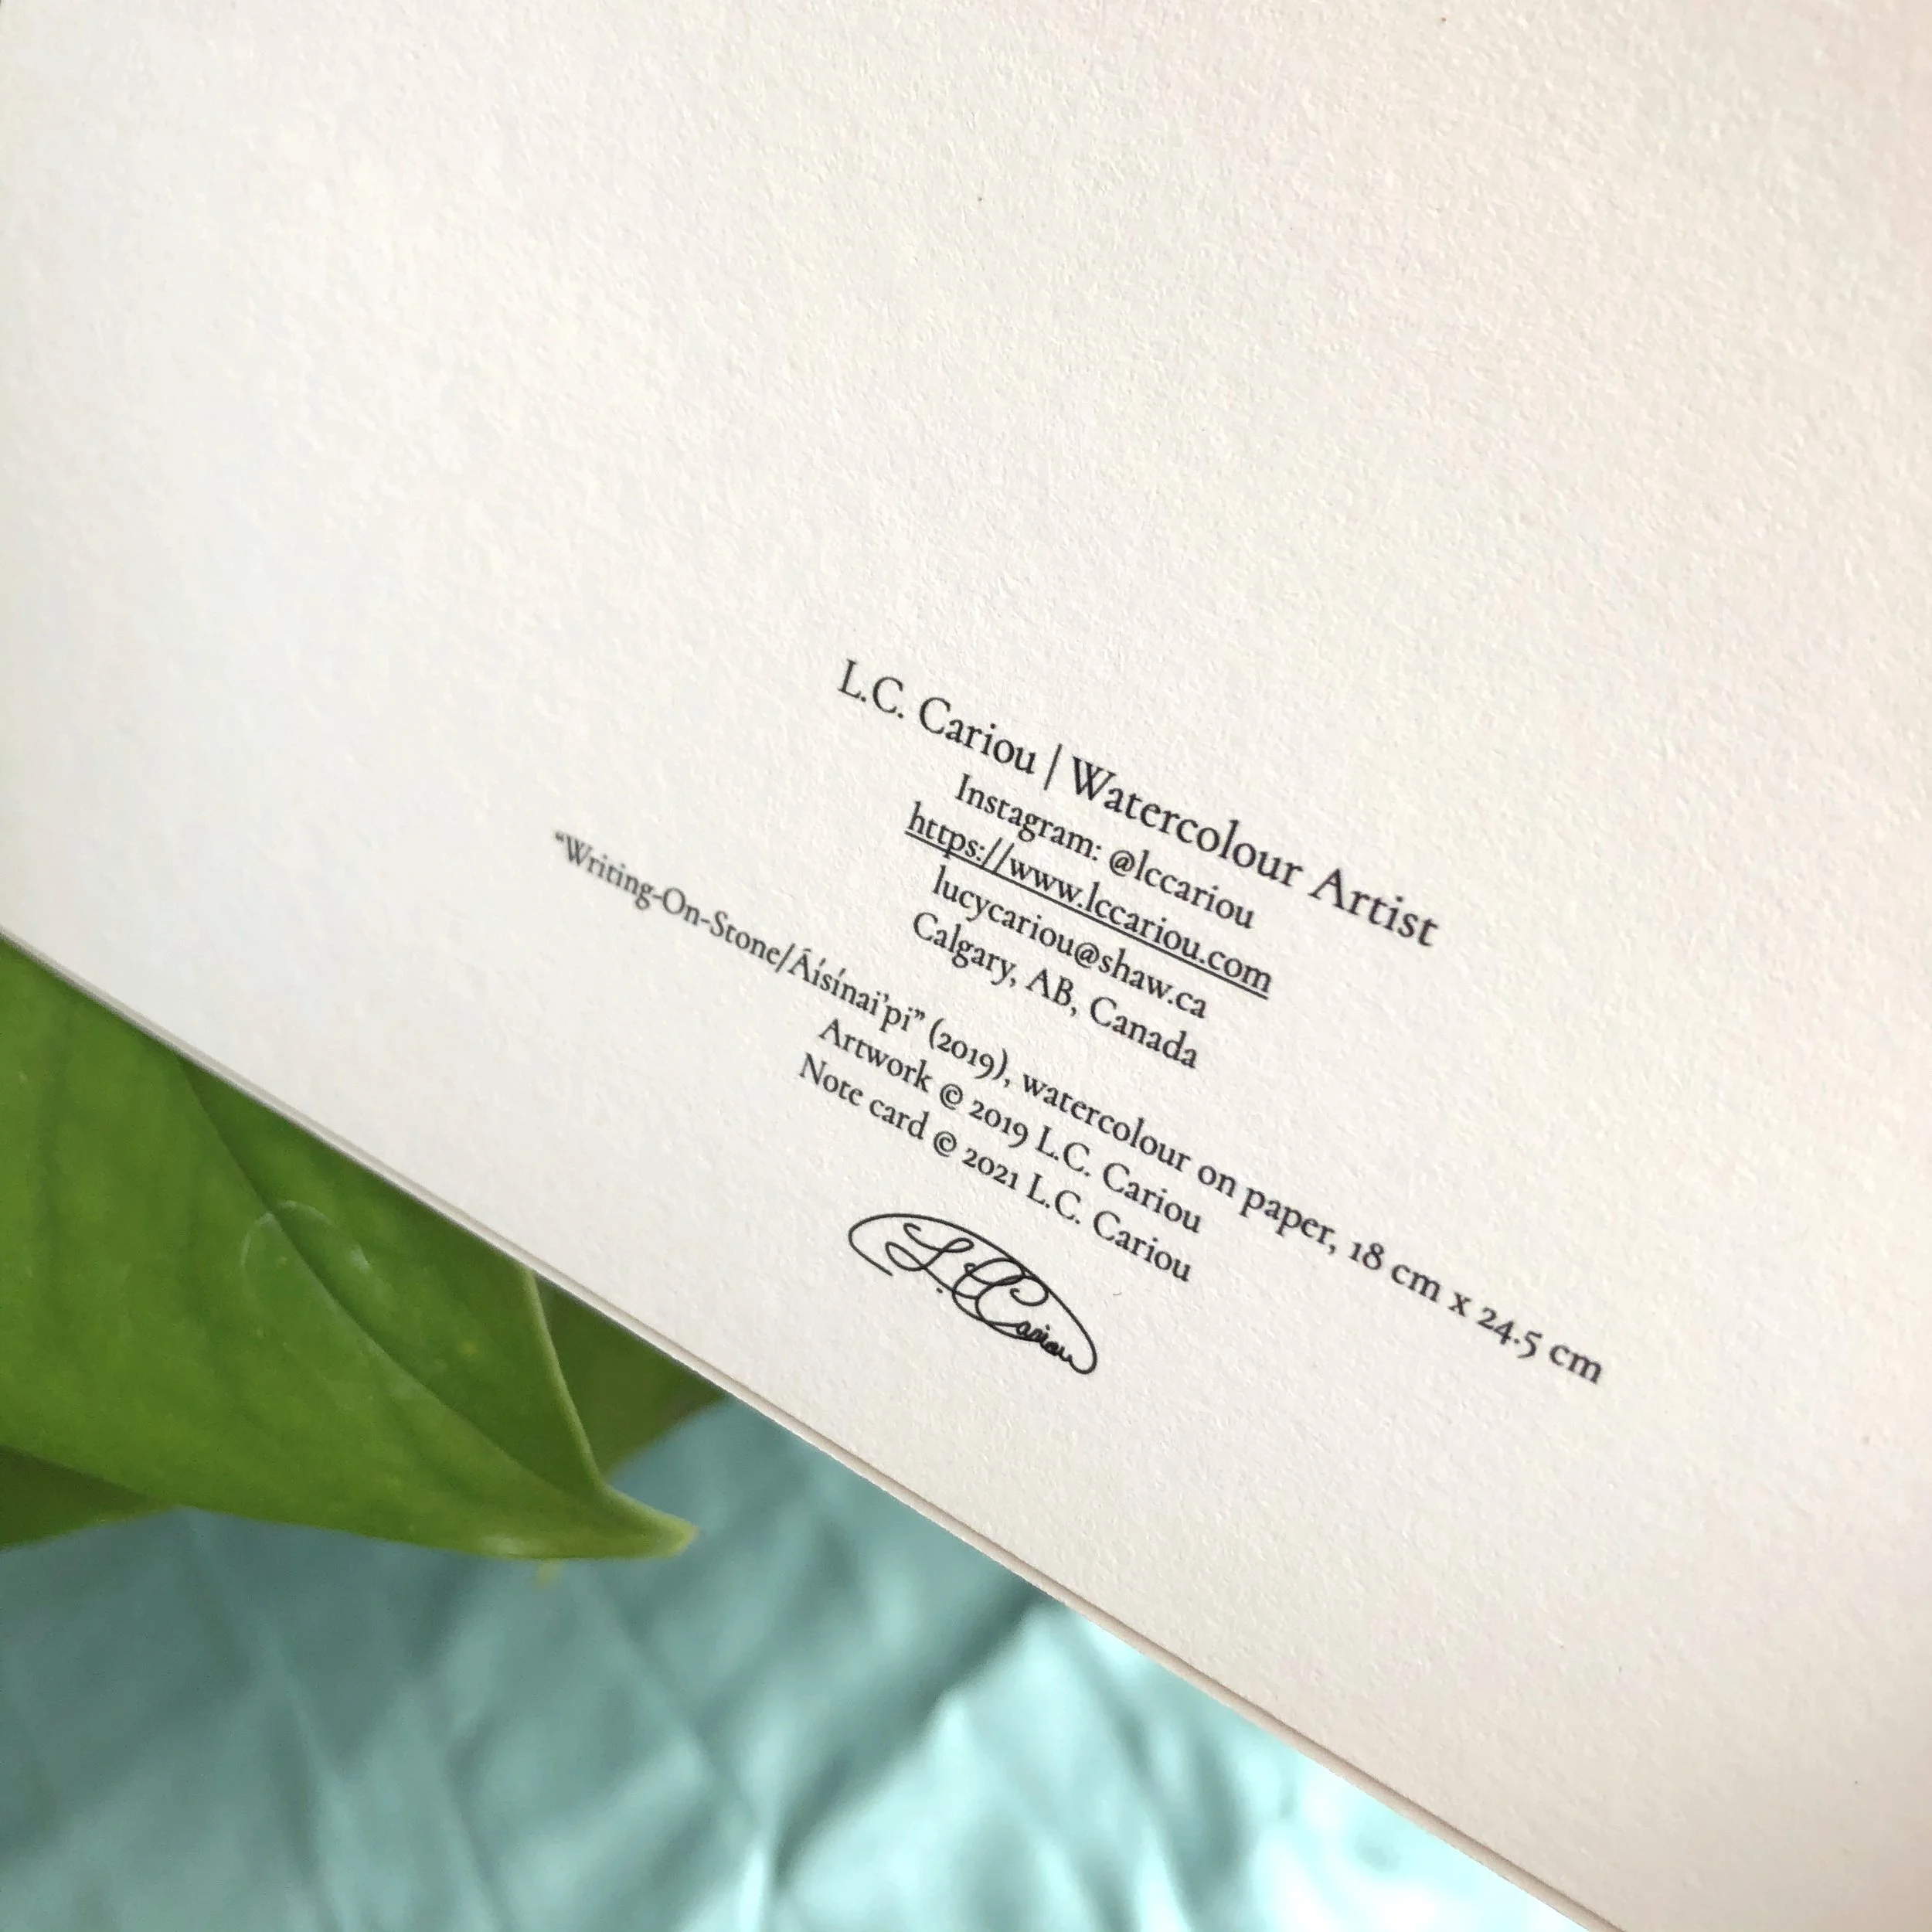 L.C. Cariou | Watercolour Artist
Instagram: @lccariou
https://www.lccariou.com
lucycariou@shaw.ca
Calgary, AB, Canada
“Writing-On-Stone/Áísínai’pi” (2019), watercolour on paper, 18 cm x 24.5 cm
Artwork © 2019 L.C. Cariou
Note card © 2021 L.C. Cariou
L.C. Cariou